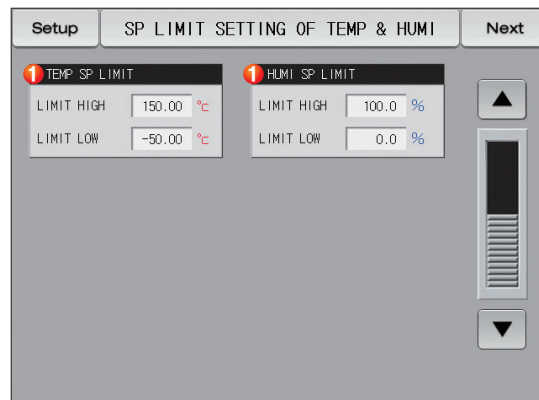 Setup
SP LIMIT SETTING OF TEMP & HUMI
Next
1 TEMP SP LIMIT
LIMIT HIGH 150.00 ℃
LIMIT LOW -50.00 ℃
1 HUMI SP LIMIT
LIMIT HIGH 100.0 %
LIMIT LOW 0.0 %